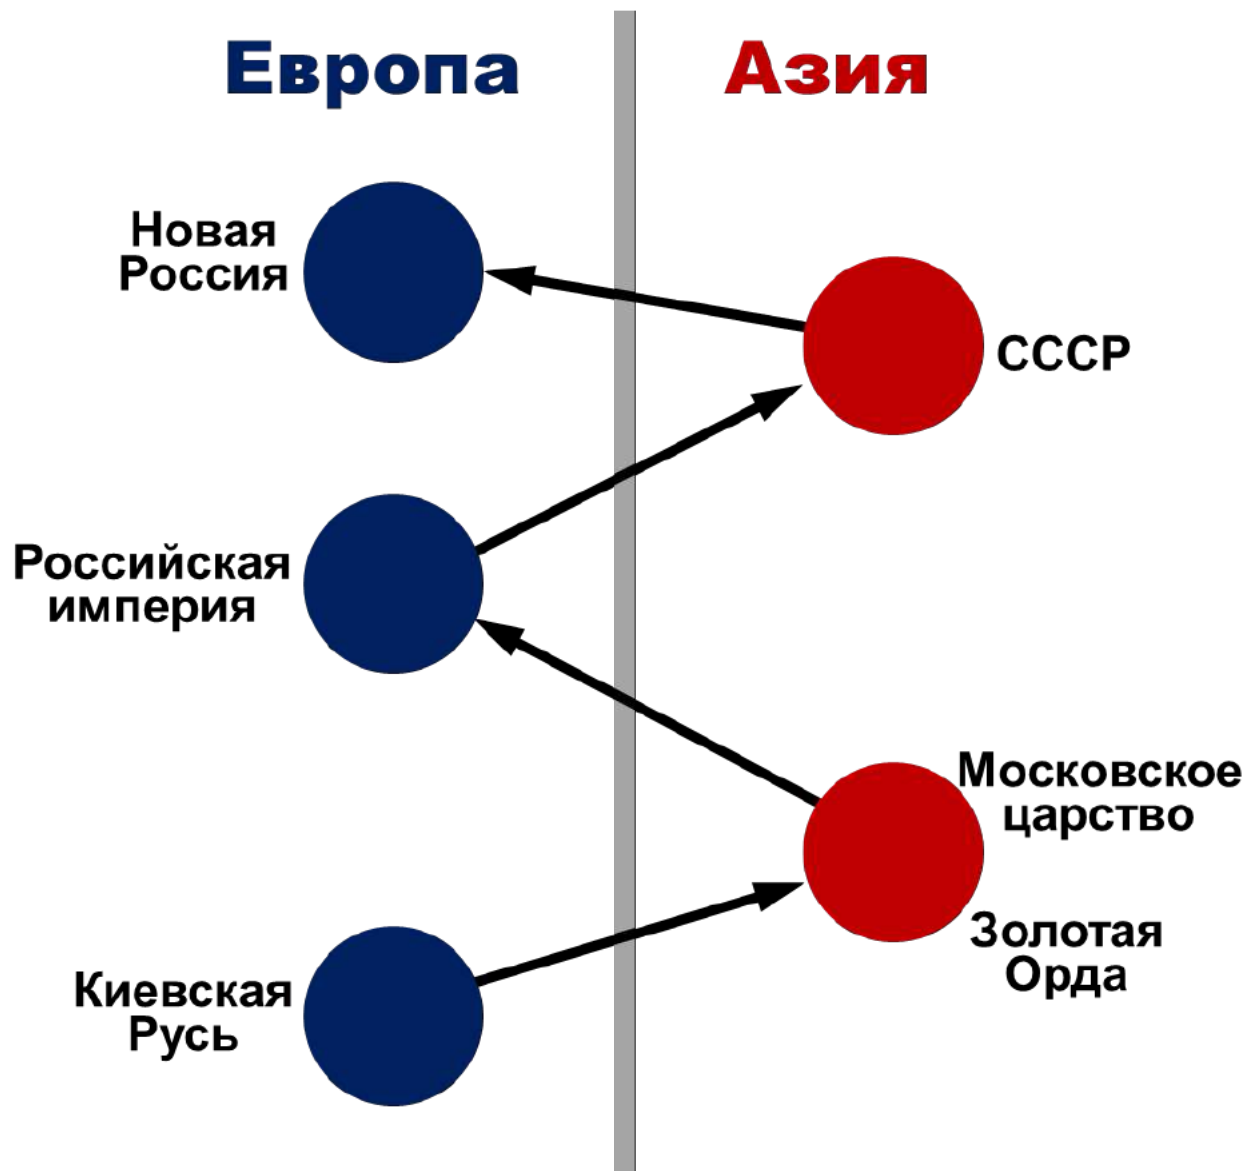 Европа
Азия
Новая
Россия
СССР
Российская
империя
Московское
царство
Золотая
Орда
Киевская
Русь